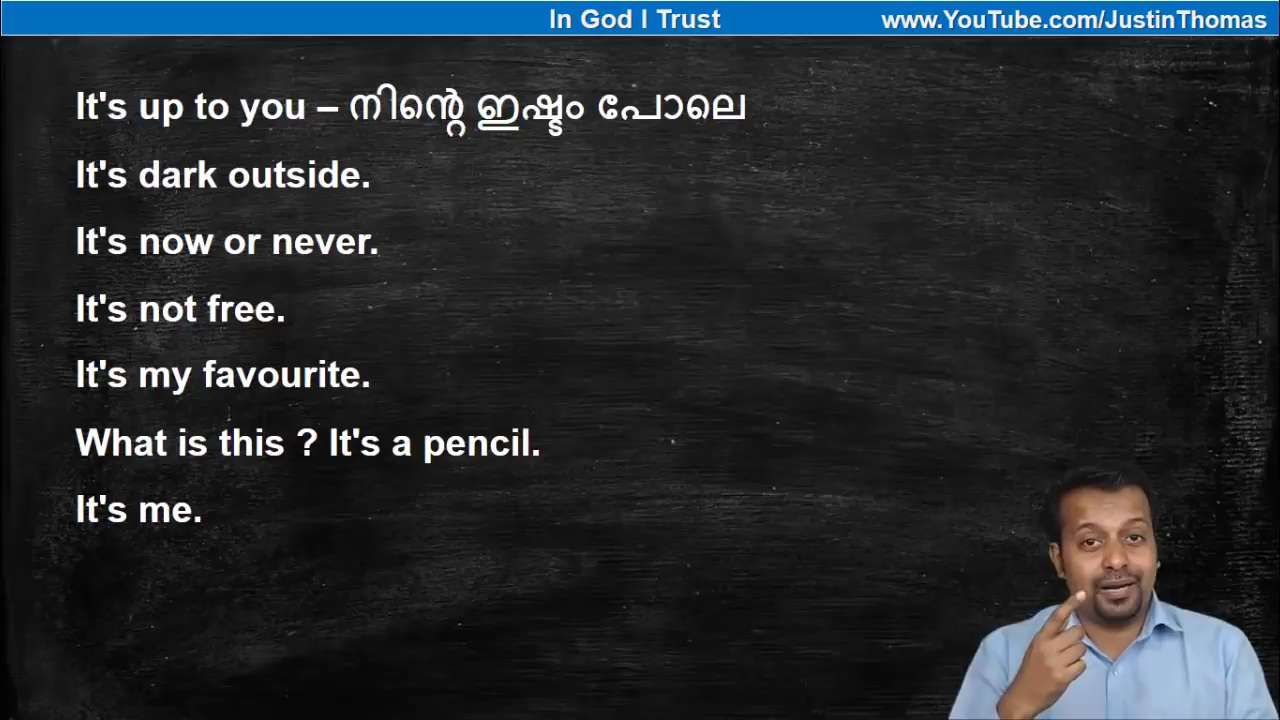 In God I Trust
www.YouTube.com/JustinThomas
It's up to you – നിന്റെ ഇഷ്ടം പോലെ
It's dark outside.
It's now or never.
It's not free.
It's my favourite.
What is this ? It's a pencil.
It's me.